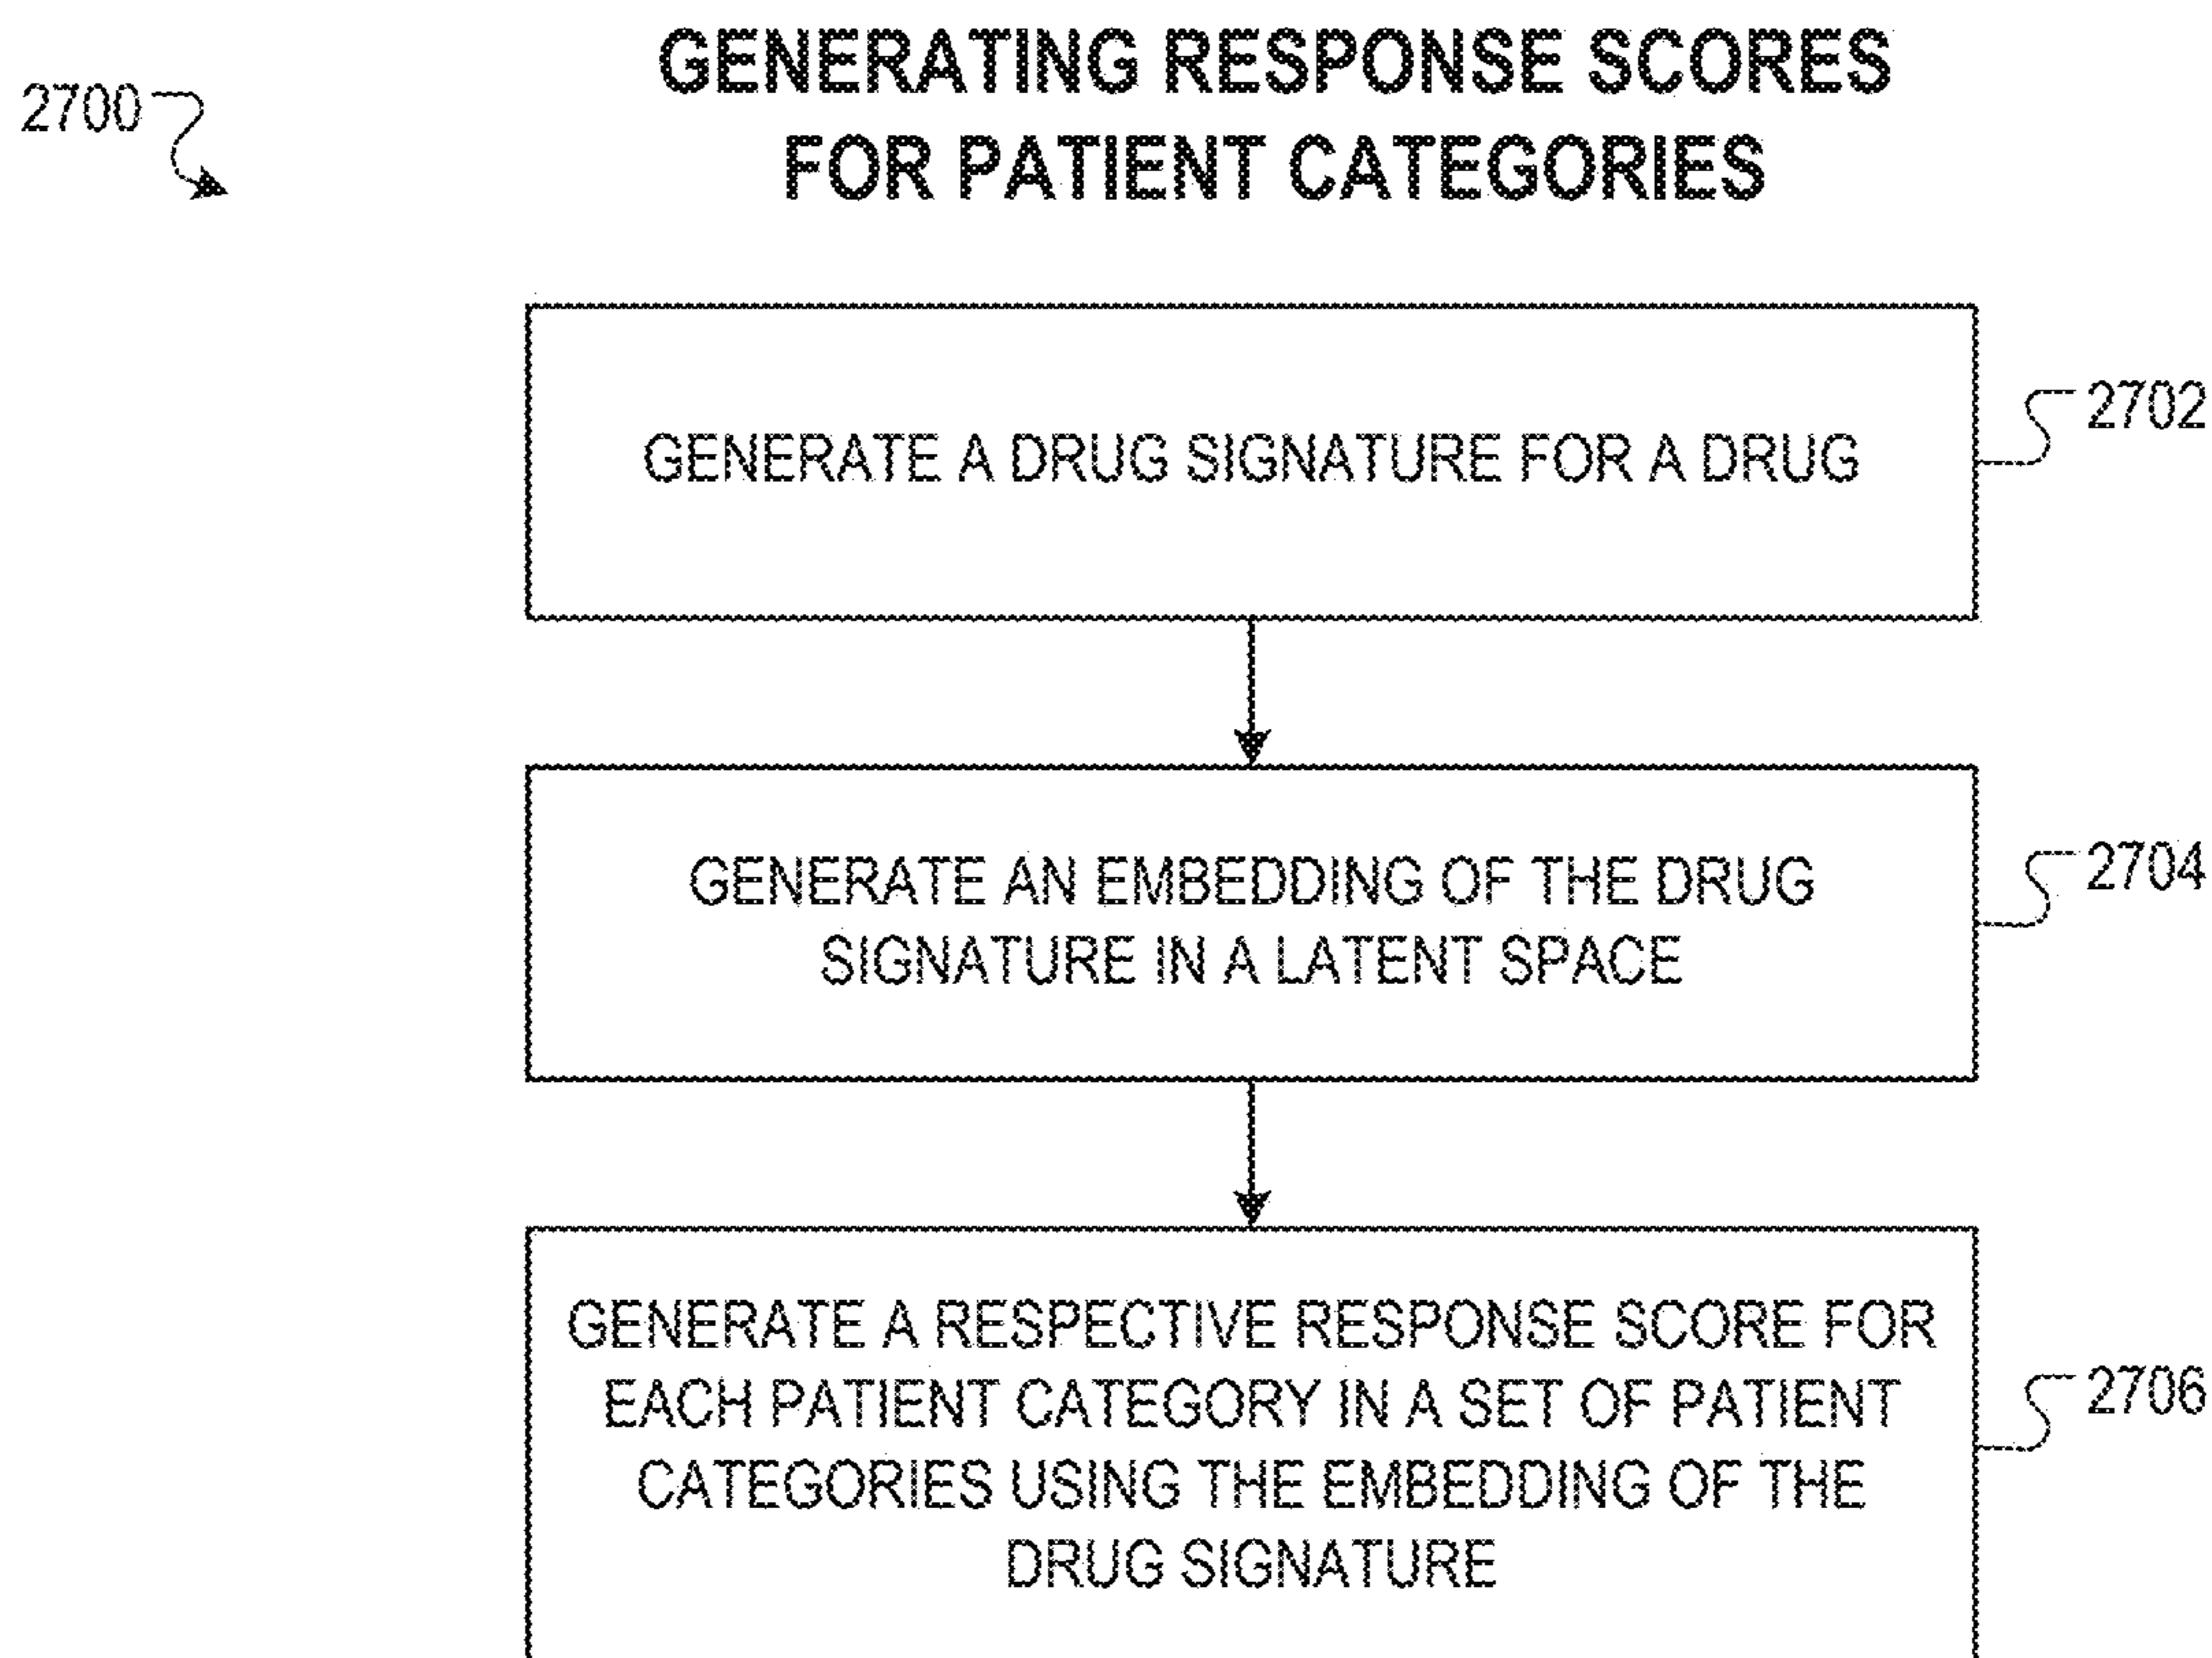 GENERATING RESPONSE SCORES
FOR PATIENT CATEGORIES
2700
GENERATE A DRUG SIGNATURE FOR A DRUG
2702
GENERATE AN EMBEDDING OF THE DRUG
SIGNATURE IN A LATENT SPACE
2704
GENERATE A RESPECTIVE RESPONSE SCORE FOR
EACH PATIENT CATEGORY IN A SET OF PATIENT
CATEGORIES USING THE EMBEDDING OF THE
DRUG SIGNATURE
2706